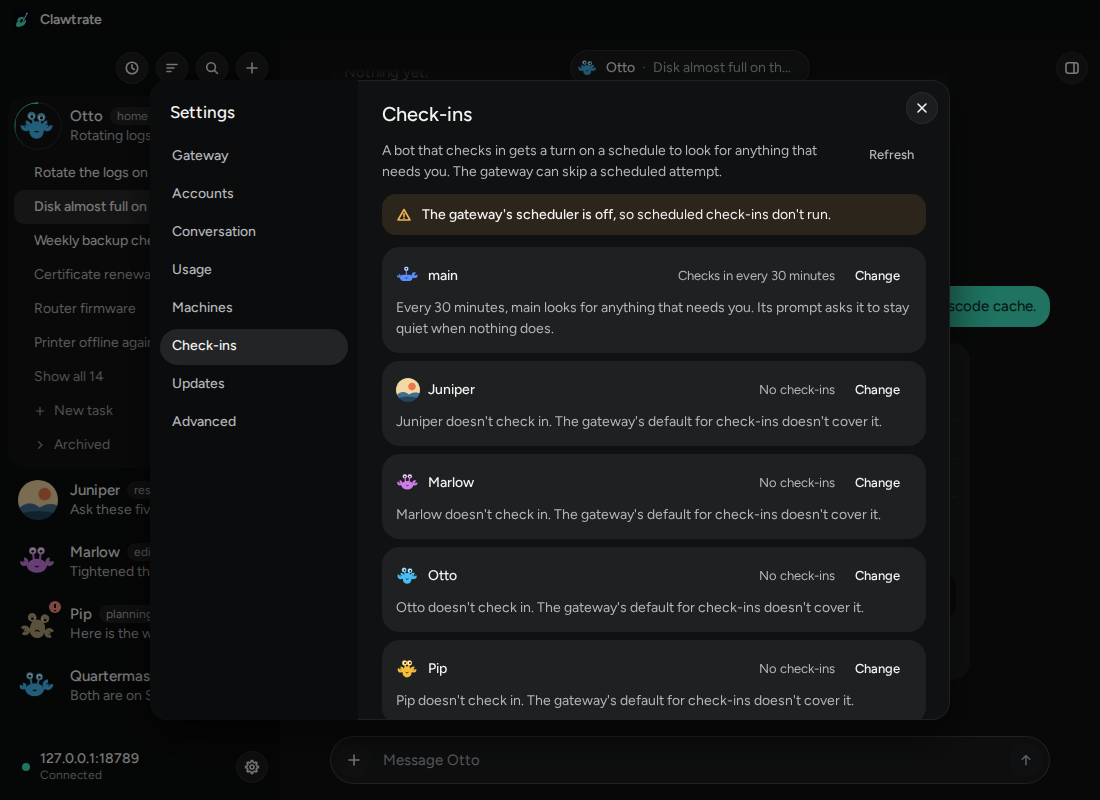 Clawtrate
Nothing yet.
Otto · Disk almost full on th...
Otto home
Rotating logs
Rotate the logs on
Disk almost full on
Weekly backup che
Certificate renewa
Router firmware
Printer offline again
Show all 14
+ New task
> Archived
Juniper res
Ask these fiv
Marlow edi
Tightened th
Pip planning
Here is the w
Quartermas
Both are on S
127.0.0.1:18789
Connected
Settings
Gateway
Accounts
Conversation
Usage
Machines
Check-ins
Updates
Advanced
Check-ins
A bot that checks in gets a turn on a schedule to look for anything that
needs you. The gateway can skip a scheduled attempt.
Refresh
The gateway's scheduler is off, so scheduled check-ins don't run.
main Checks in every 30 minutes Change
Every 30 minutes, main looks for anything that needs you. Its prompt asks it to stay
quiet when nothing does.
Juniper No check-ins Change
Juniper doesn't check in. The gateway's default for check-ins doesn't cover it.
Marlow No check-ins Change
Marlow doesn't check in. The gateway's default for check-ins doesn't cover it.
Otto No check-ins Change
Otto doesn't check in. The gateway's default for check-ins doesn't cover it.
Pip No check-ins Change
Pip doesn't check in. The gateway's default for check-ins doesn't cover it.
scode cache.
Message Otto